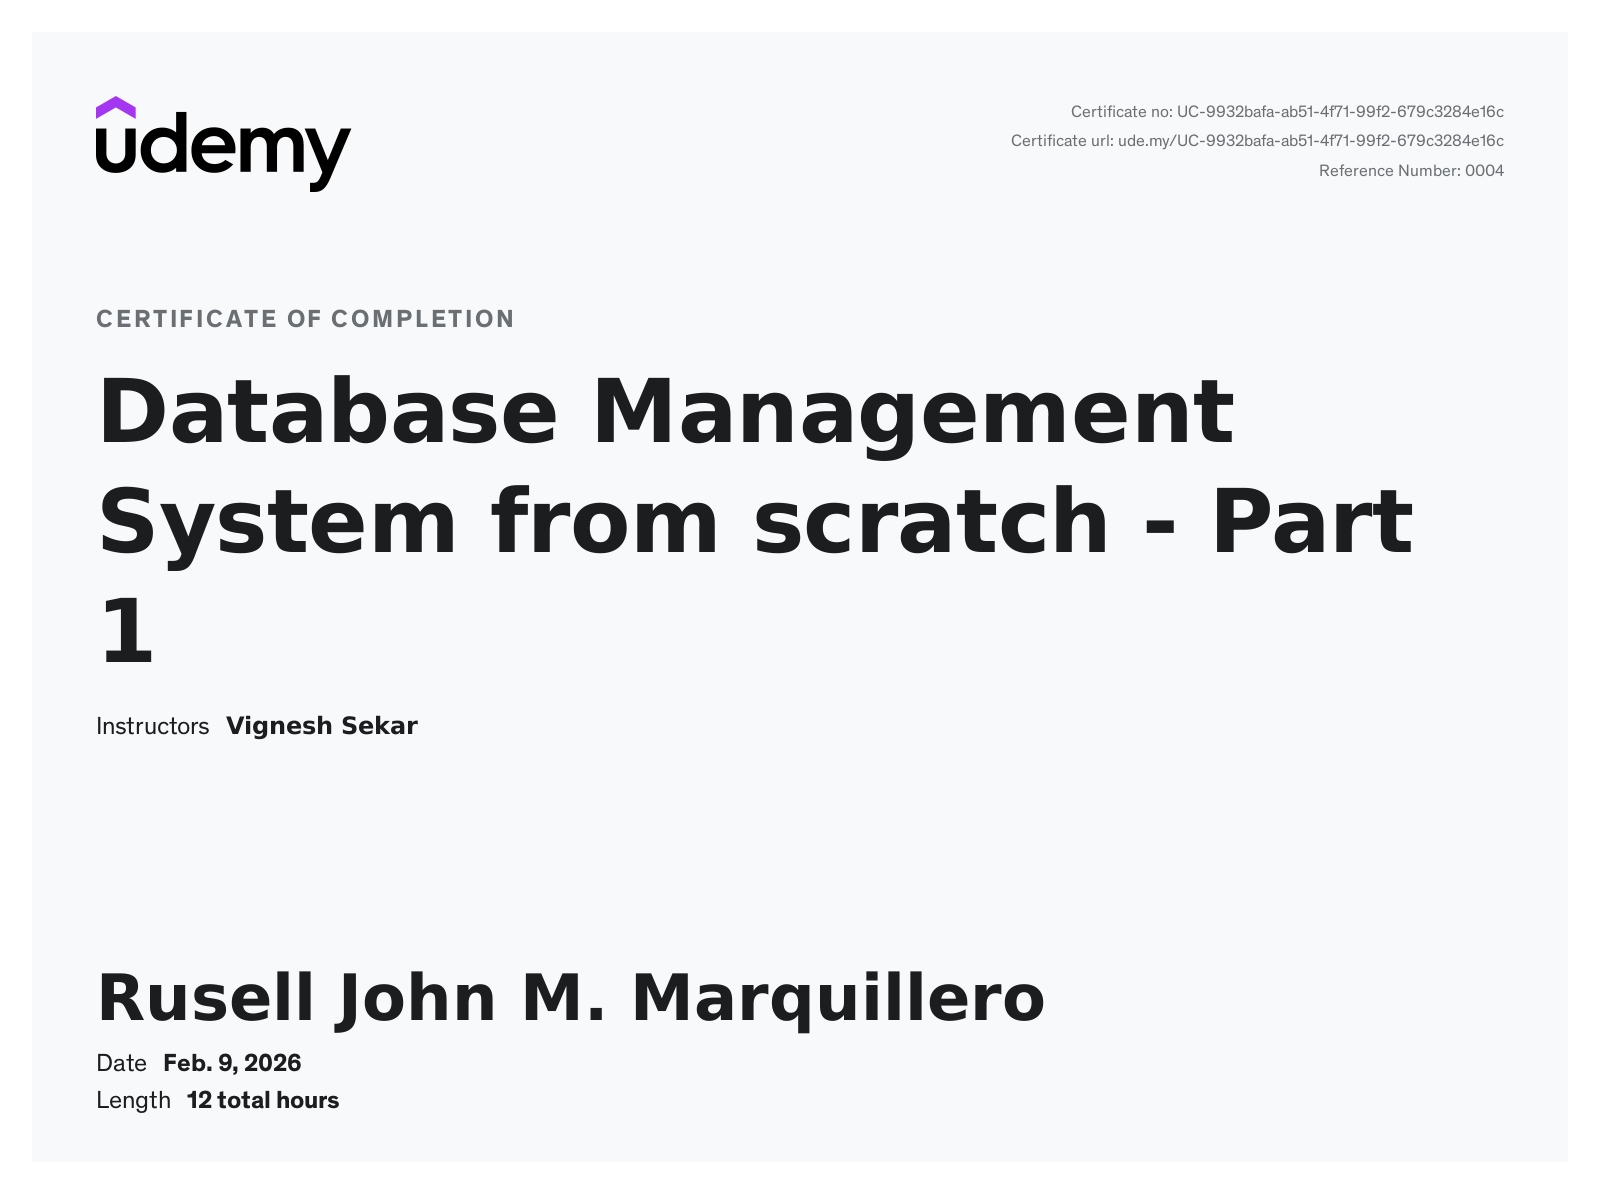 udemy
Certificate no: UC-9932bafa-ab51-4f71-99f2-679c3284e16c
Certificate url: ude.my/UC-9932bafa-ab51-4f71-99f2-679c3284e16c
Reference Number: 0004
CERTIFICATE OF COMPLETION
Database Management
System from scratch - Part
1
Instructors Vignesh Sekar
Rusell John M. Marquillero
Date Feb. 9, 2026
Length 12 total hours